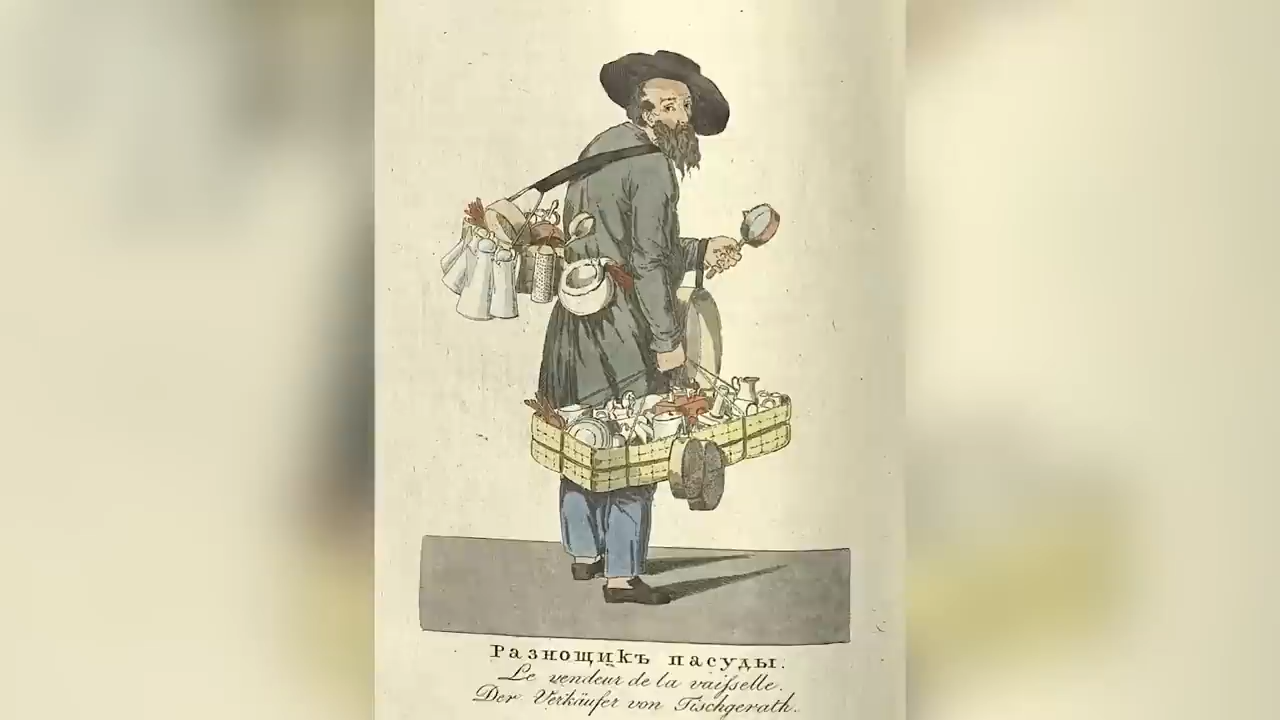 Разнощикъ пасуды.
Le vendeur de la vaisselle.
Der Verkäufer von Tischgerath.